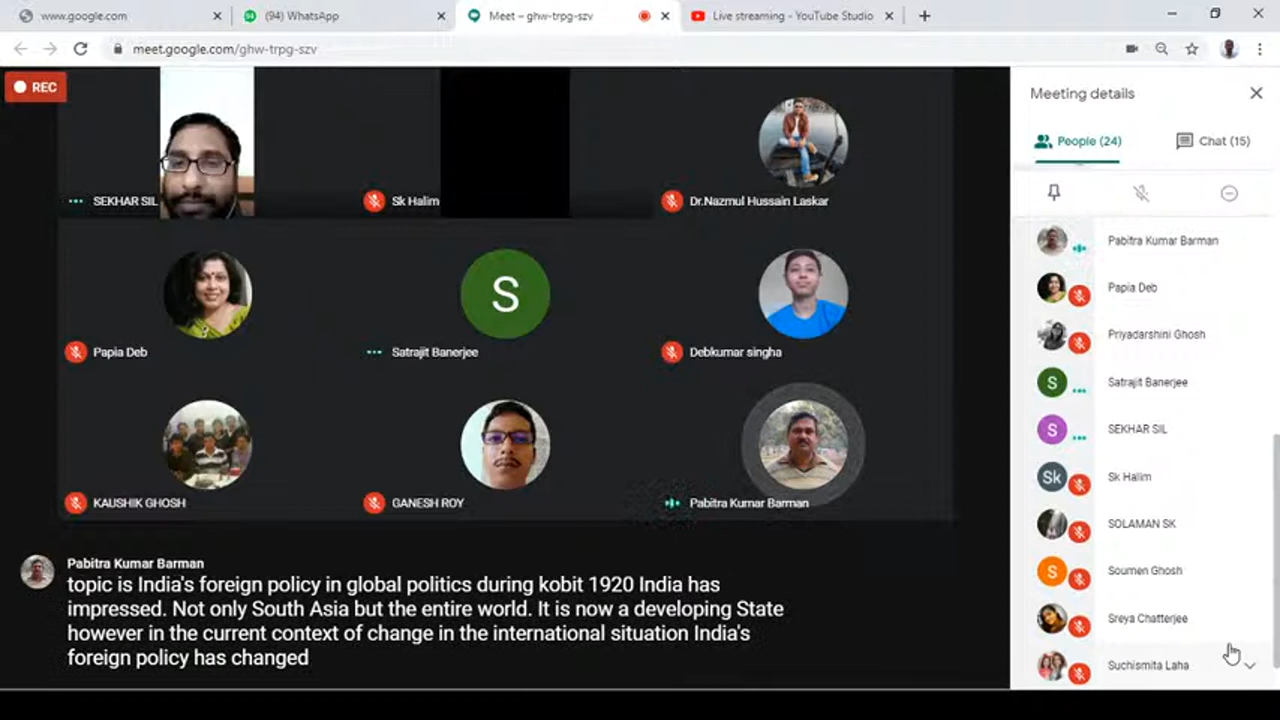 www.google.com
(94) WhatsApp
Meet – ghw-trpg-szv
Live streaming - YouTube Studio
meet.google.com/ghw-trpg-szv
REC
Meeting details
People (24)
Chat (15)
SEKHAR SIL
Sk Halim
Dr.Nazmul Hussain Laskar
Papia Deb
S
Satrajit Banerjee
Debkumar singha
KAUSHIK GHOSH
GANESH ROY
Pabitra Kumar Barman
Pabitra Kumar Barman
topic is India's foreign policy in global politics during kobit 1920 India has
impressed. Not only South Asia but the entire world. It is now a developing State
however in the current context of change in the international situation India's
foreign policy has changed
Pabitra Kumar Barman
Papia Deb
Priyadarshini Ghosh
S Satrajit Banerjee
S SEKHAR SIL
Sk Sk Halim
SOLAMAN SK
S Soumen Ghosh
Sreya Chatterjee
Suchismita Laha